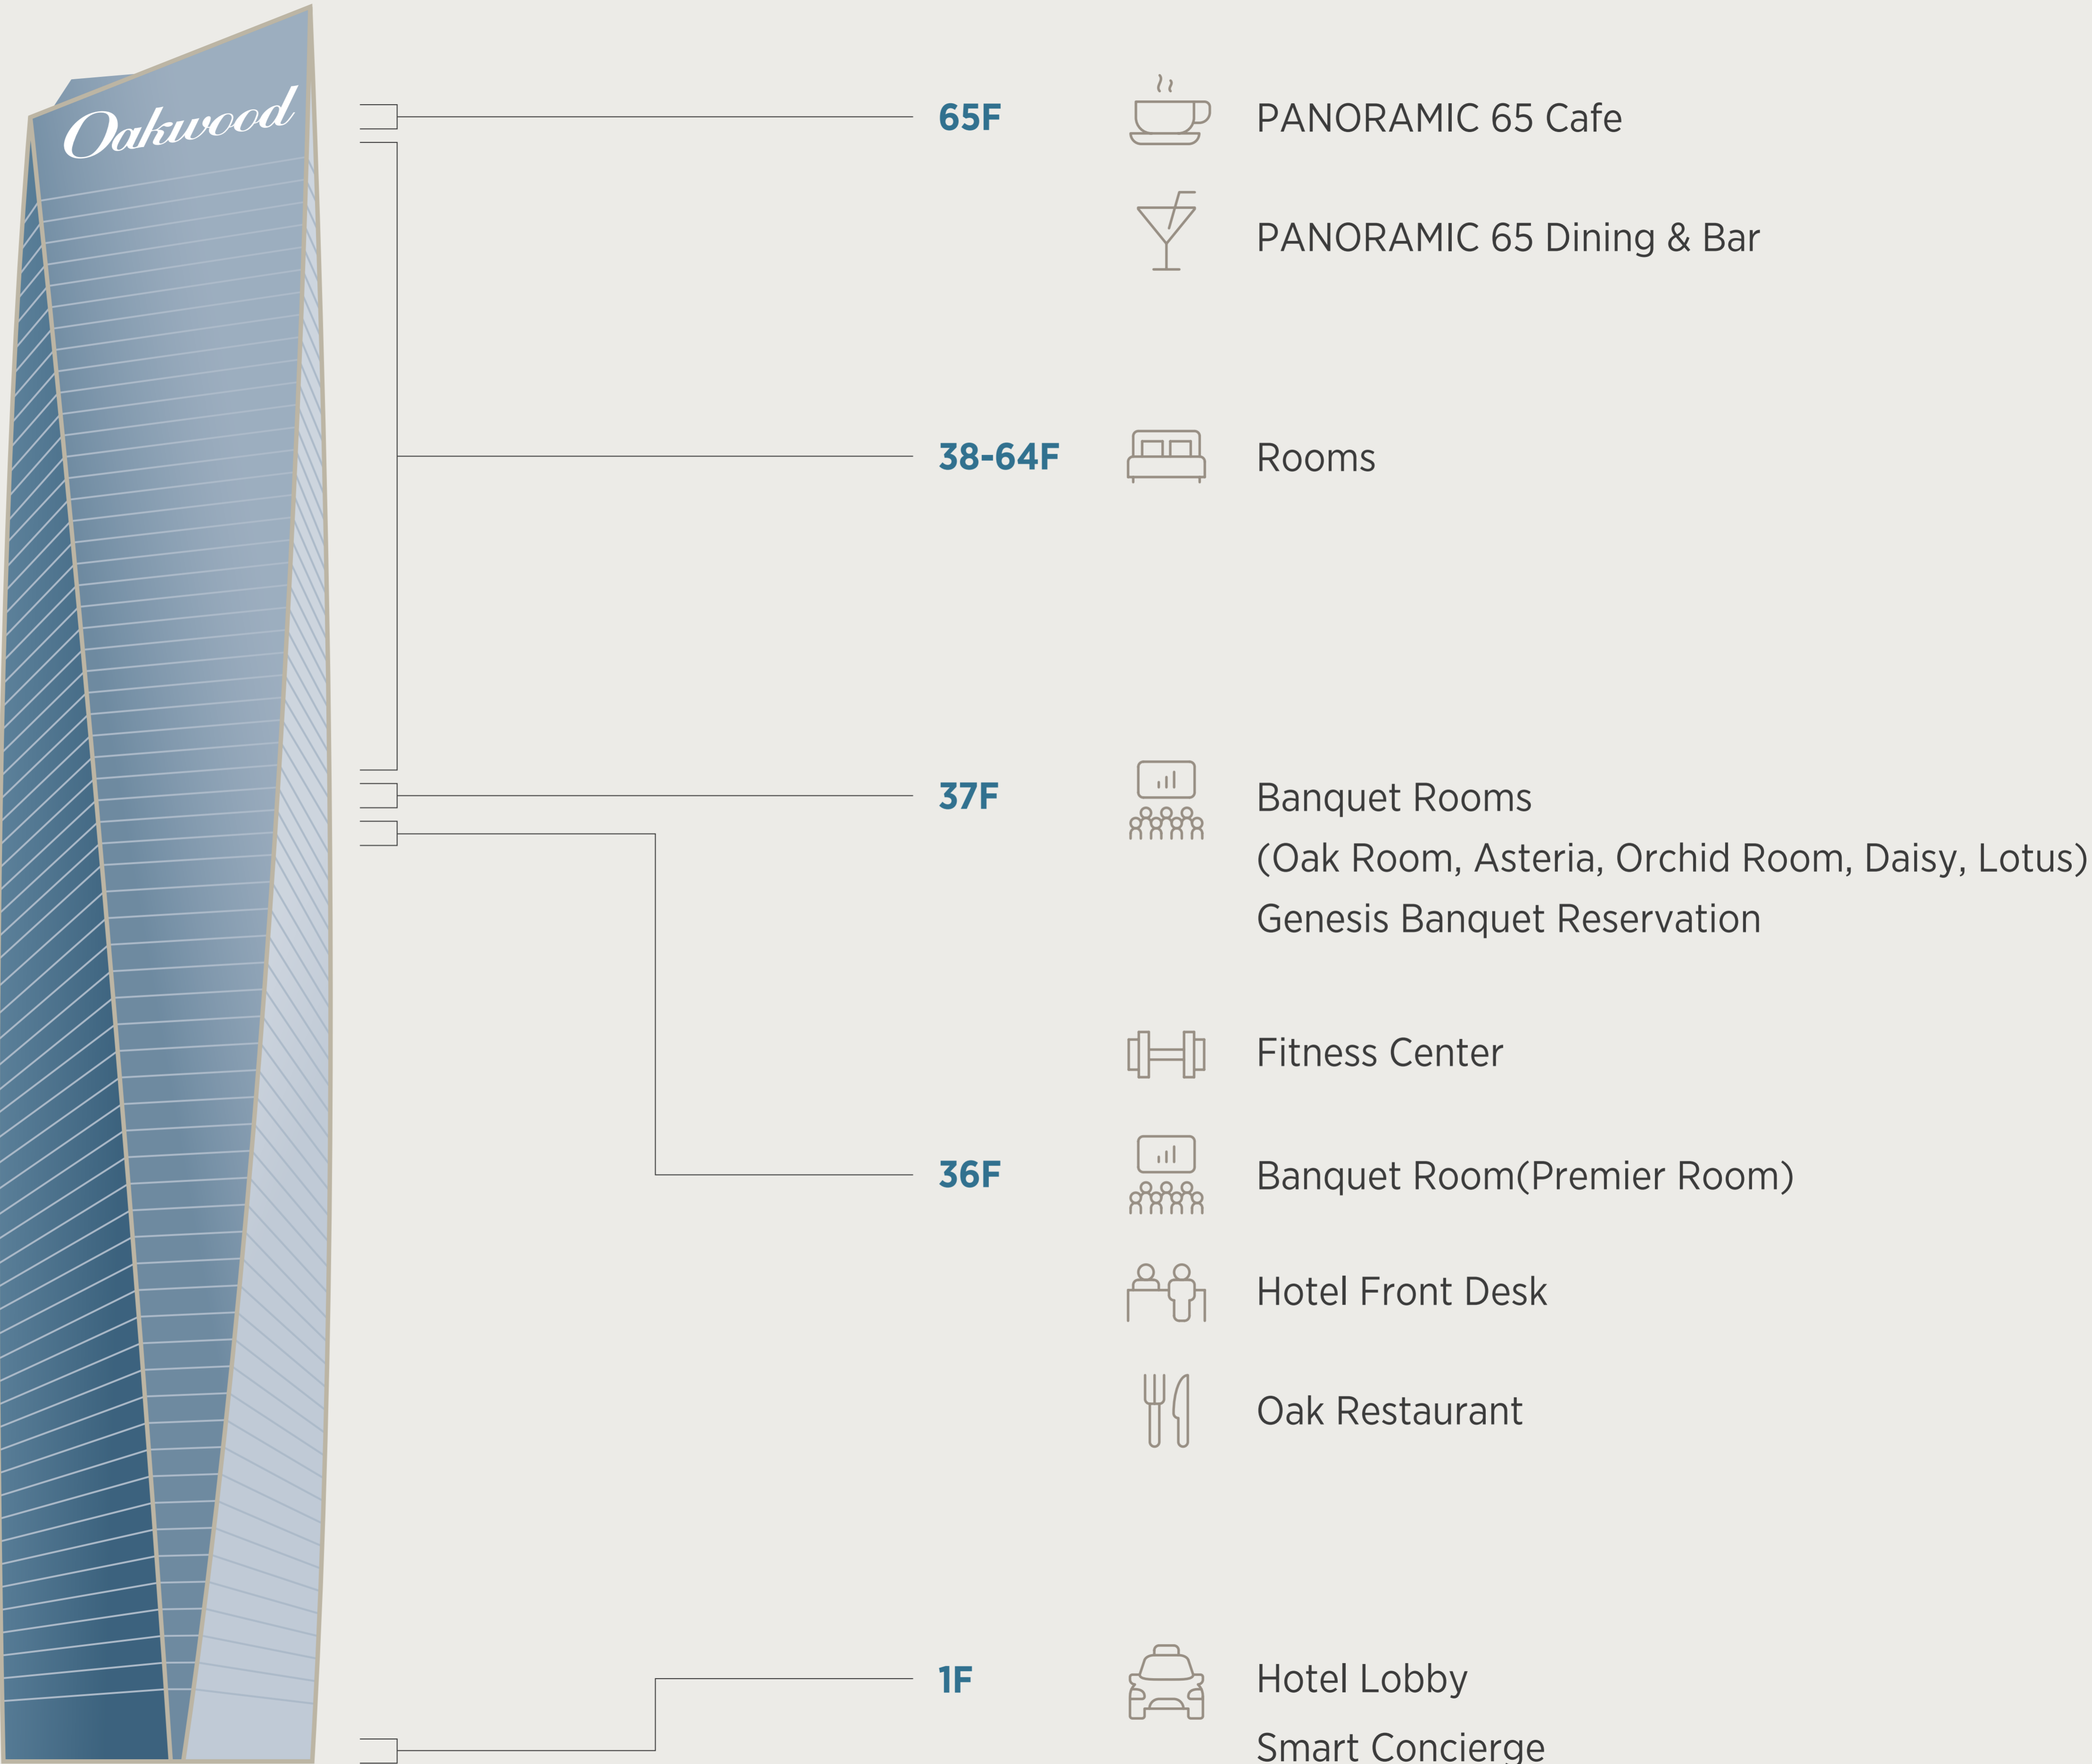 Oakwood
65F
PANORAMIC 65 Cafe
PANORAMIC 65 Dining & Bar
38-64F
Rooms
37F
Banquet Rooms
(Oak Room, Asteria, Orchid Room, Daisy, Lotus)
Genesis Banquet Reservation
Fitness Center
36F
Banquet Room(Premier Room)
Hotel Front Desk
Oak Restaurant
1F
Hotel Lobby
Smart Concierge